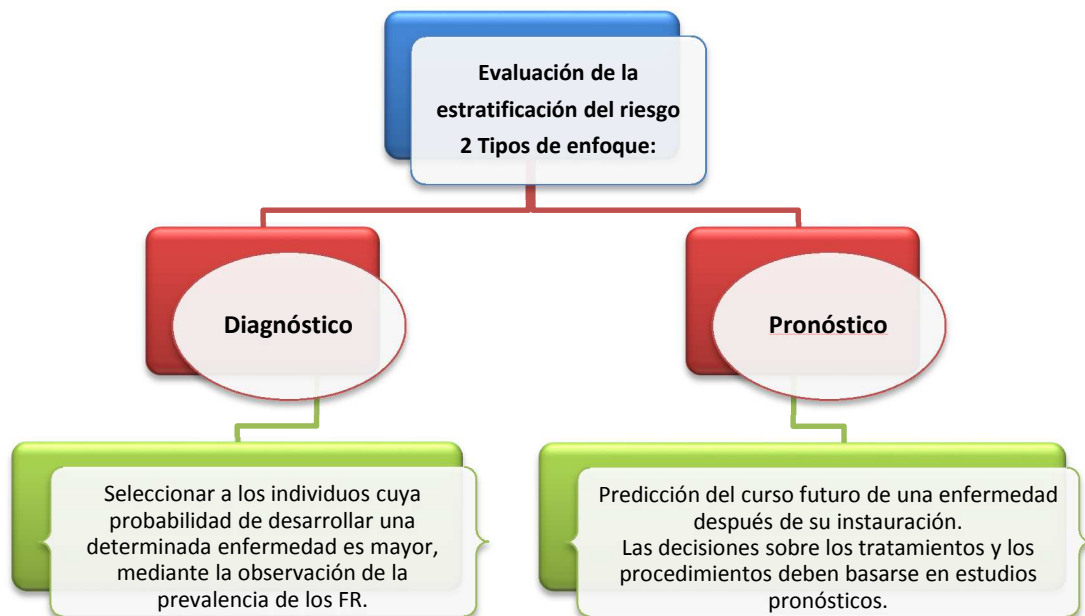 Evaluación de la
estratificación del riesgo
2 Tipos de enfoque:
Diagnóstico
Pronóstico
Seleccionar a los individuos cuya
probabilidad de desarrollar una
determinada enfermedad es mayor,
mediante la observación de la
prevalencia de los FR.
Predicción del curso futuro de una enfermedad
después de su instauración.
Las decisiones sobre los tratamientos y los
procedimientos deben basarse en estudios
pronósticos.